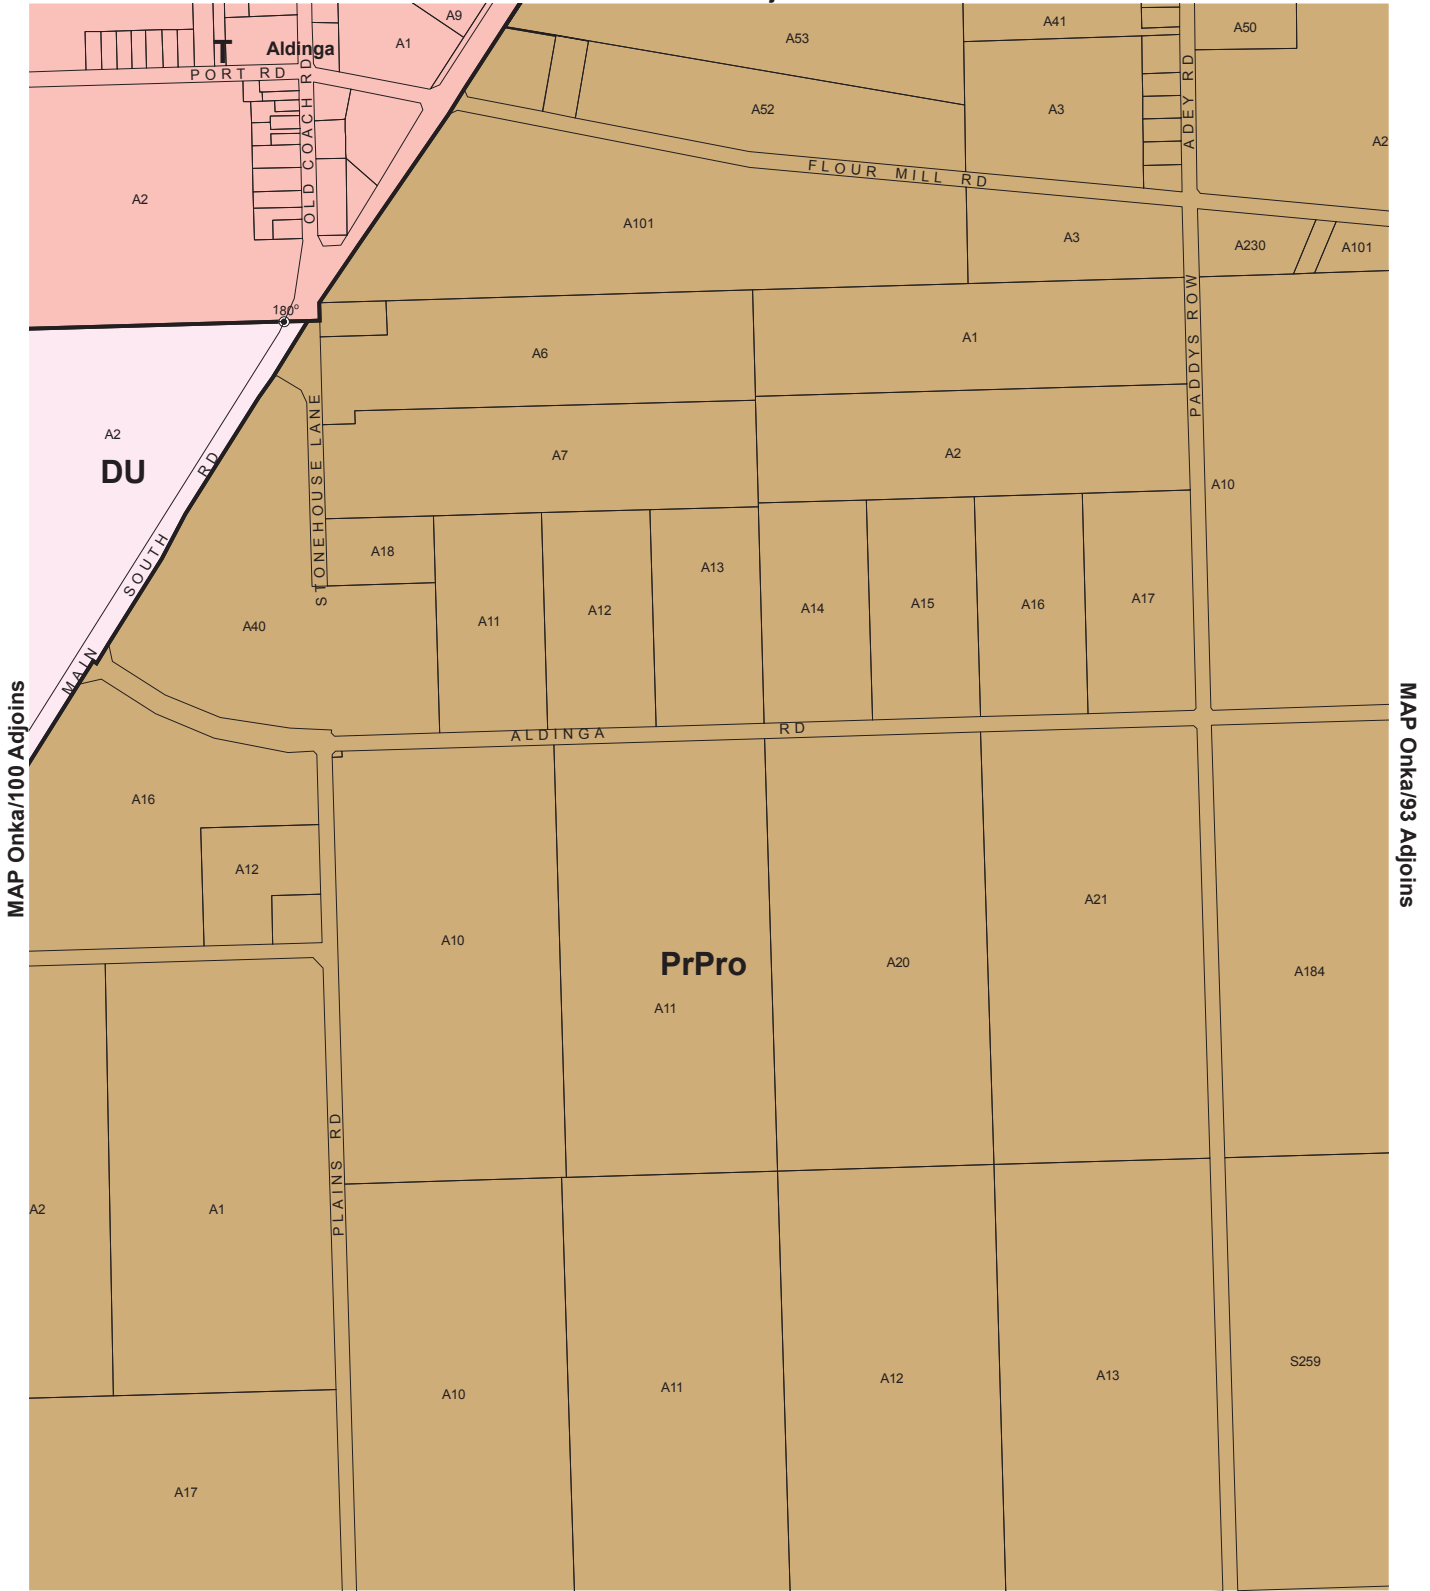 A9
A41
A50
T
Aldinga
A1
A53
PORT RD
OLD COACH RD
A52
A3
ADEY RD
A2
FLOUR MILL RD
A2
A101
A3
A230
A101
180°
PADDYS ROW
A6
A1
A2
DU
STONEHOUSE LANE
A7
A2
A10
MAIN SOUTH RD
A18
A13
A40
A11
A12
A14
A15
A16
A17
MAP Onka/100 Adjoins
MAP Onka/93 Adjoins
ALDINGA RD
A16
A12
A10
PrPro
A11
A20
A21
A184
PLAINS RD
A2
A1
A10
A11
A12
A13
S259
A17